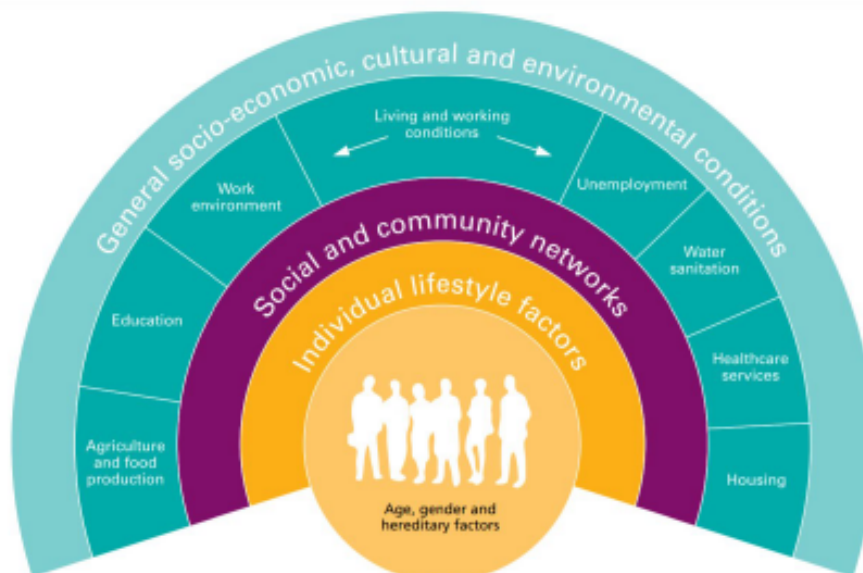 General socio-economic, cultural and environmental conditions
Living and working
conditions
Work
environment
Unemployment
Education
Water
sanitation
Agriculture
and food
production
Healthcare
services
Housing
Social and community networks
Individual lifestyle factors
Age, gender and
hereditary factors